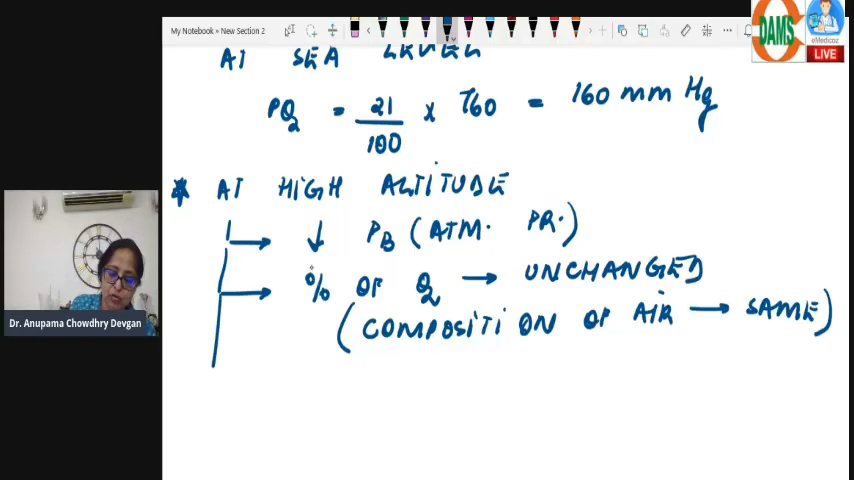 My Notebook » New Section 2
DAMS
eMedicoz
LIVE
AT SEA LEVEL
PO2 = 21/100 x 760 = 160 mm Hg
* AT HIGH ALTITUDE
→ ↓ PB (ATM. PR.)
→ % OF O2 → UNCHANGED
(COMPOSITION OF AIR → SAME)
Dr. Anupama Chowdhry Devgan